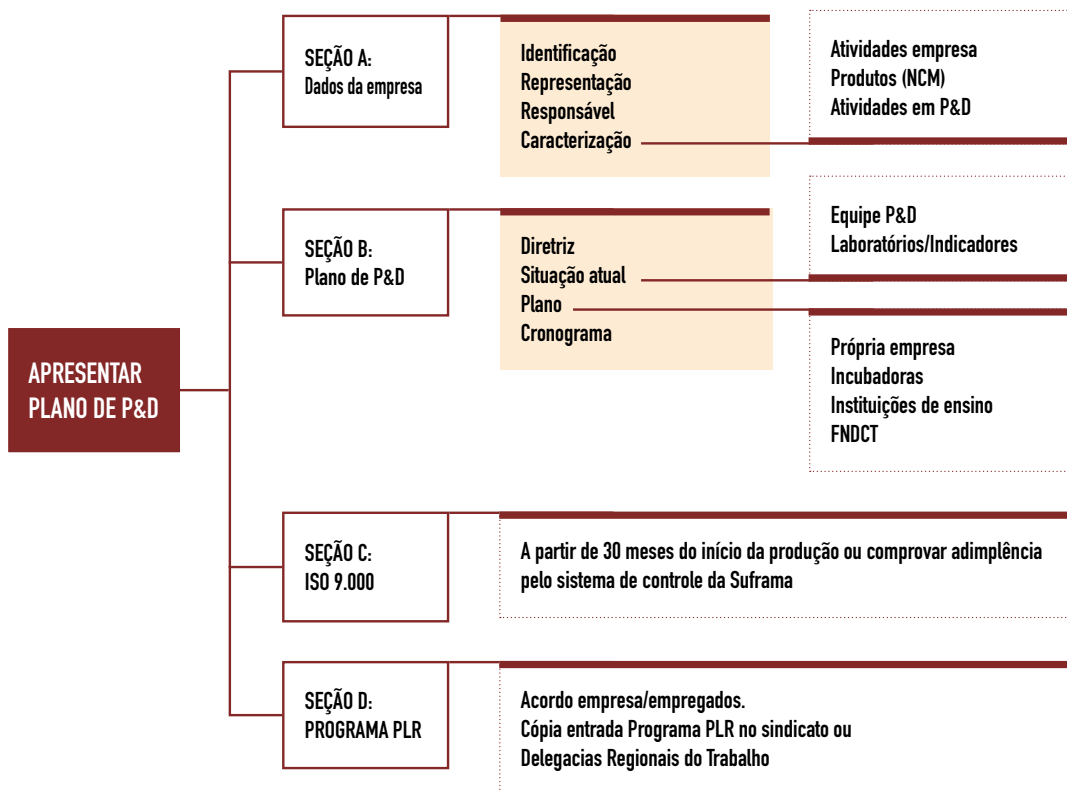 APRESENTAR
PLANO DE P&D
SEÇÃO A:
Dados da empresa
Identificação
Representação
Responsável
Caracterização
Atividades empresa
Produtos (NCM)
Atividades em P&D
SEÇÃO B:
Plano de P&D
Diretriz
Situação atual
Plano
Cronograma
Equipe P&D
Laboratórios/Indicadores
Própria empresa
Incubadoras
Instituições de ensino
FNDCT
SEÇÃO C:
ISO 9.000
A partir de 30 meses do início da produção ou comprovar adimplência
pelo sistema de controle da Suframa
SEÇÃO D:
PROGRAMA PLR
Acordo empresa/empregados.
Cópia entrada Programa PLR no sindicato ou
Delegacias Regionais do Trabalho